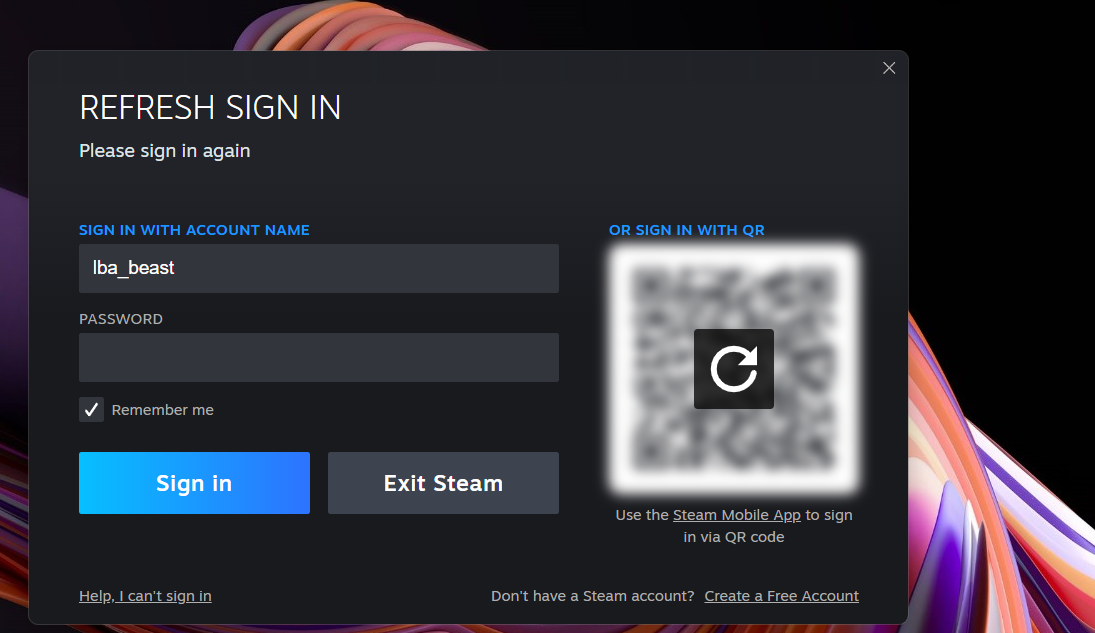 REFRESH SIGN IN
Please sign in again
SIGN IN WITH ACCOUNT NAME
lba_beast
PASSWORD
Remember me
Sign in
Exit Steam
OR SIGN IN WITH QR
Use the Steam Mobile App to sign
in via QR code
Help, I can't sign in
Don't have a Steam account? Create a Free Account